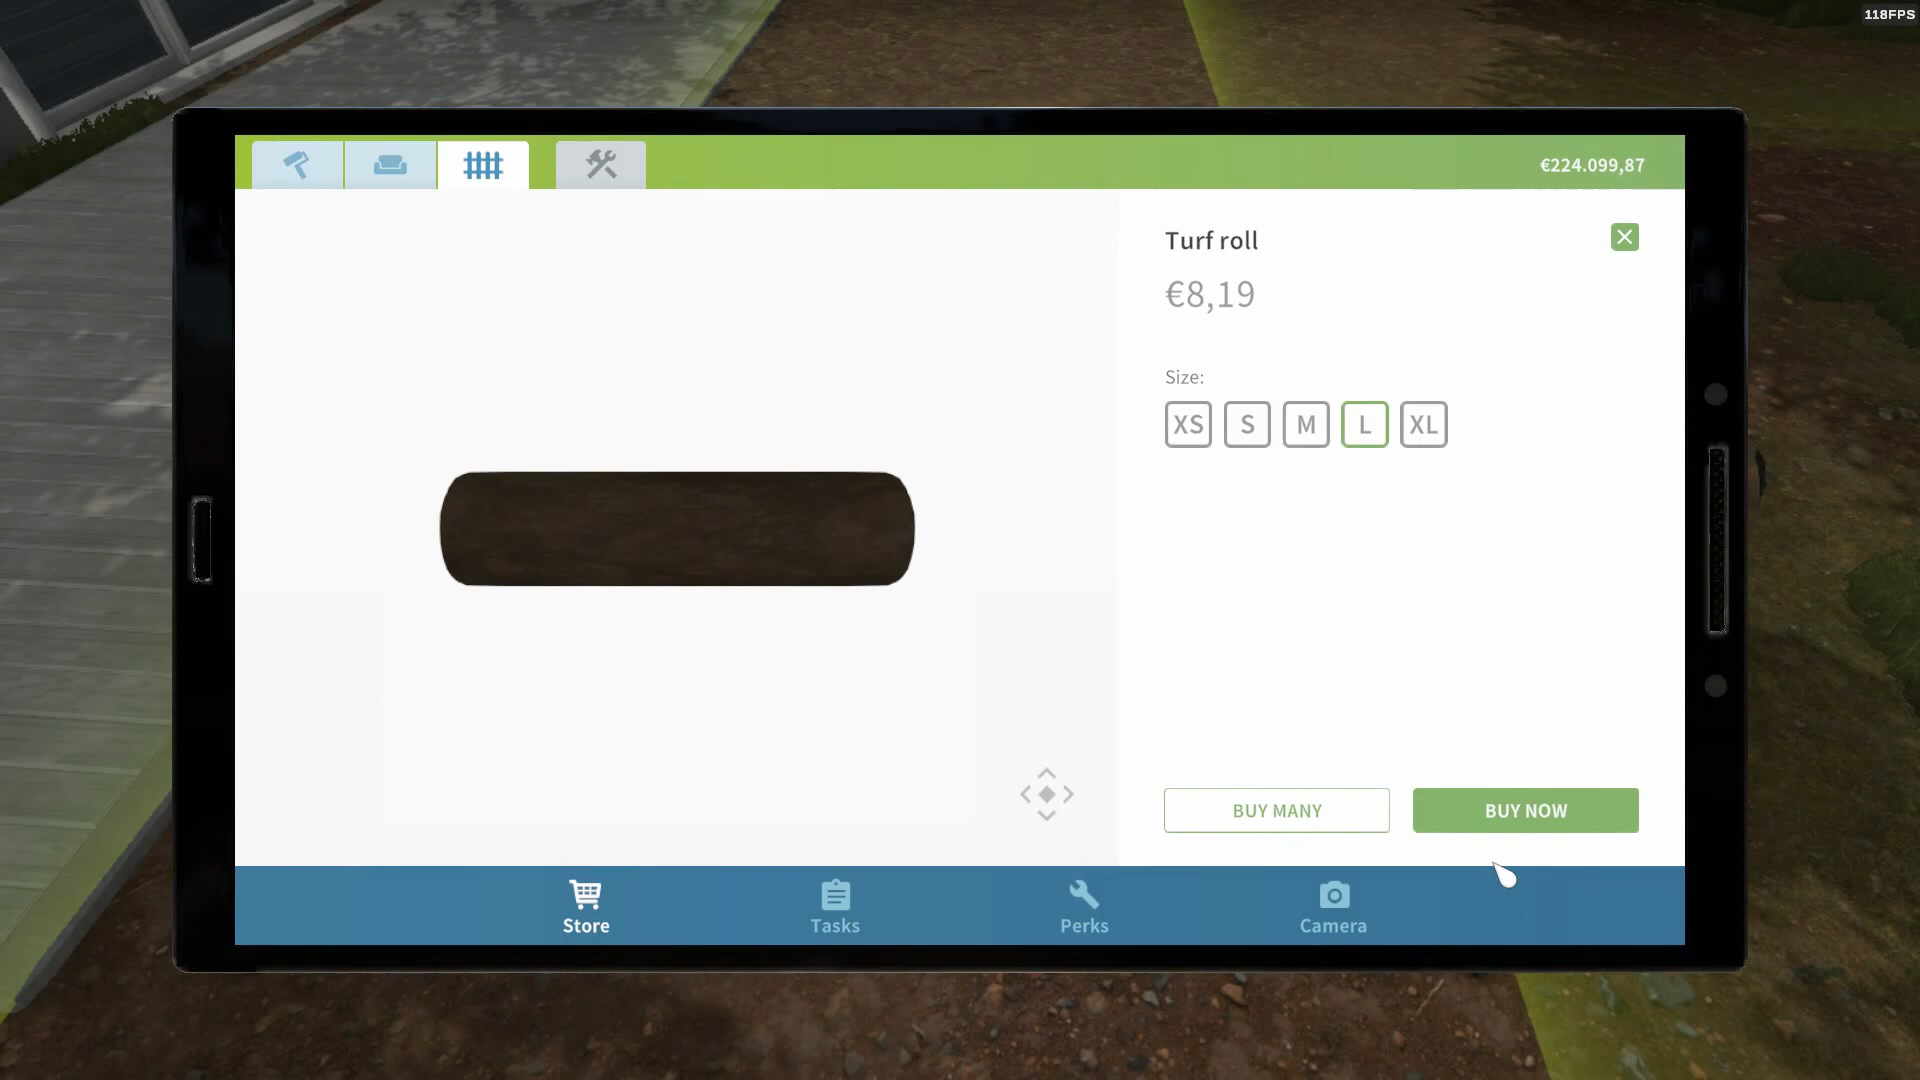 118FPS
€224.099,87
Turf roll
€8,19
Size:
XS S M L XL
BUY MANY BUY NOW
Store Tasks Perks Camera